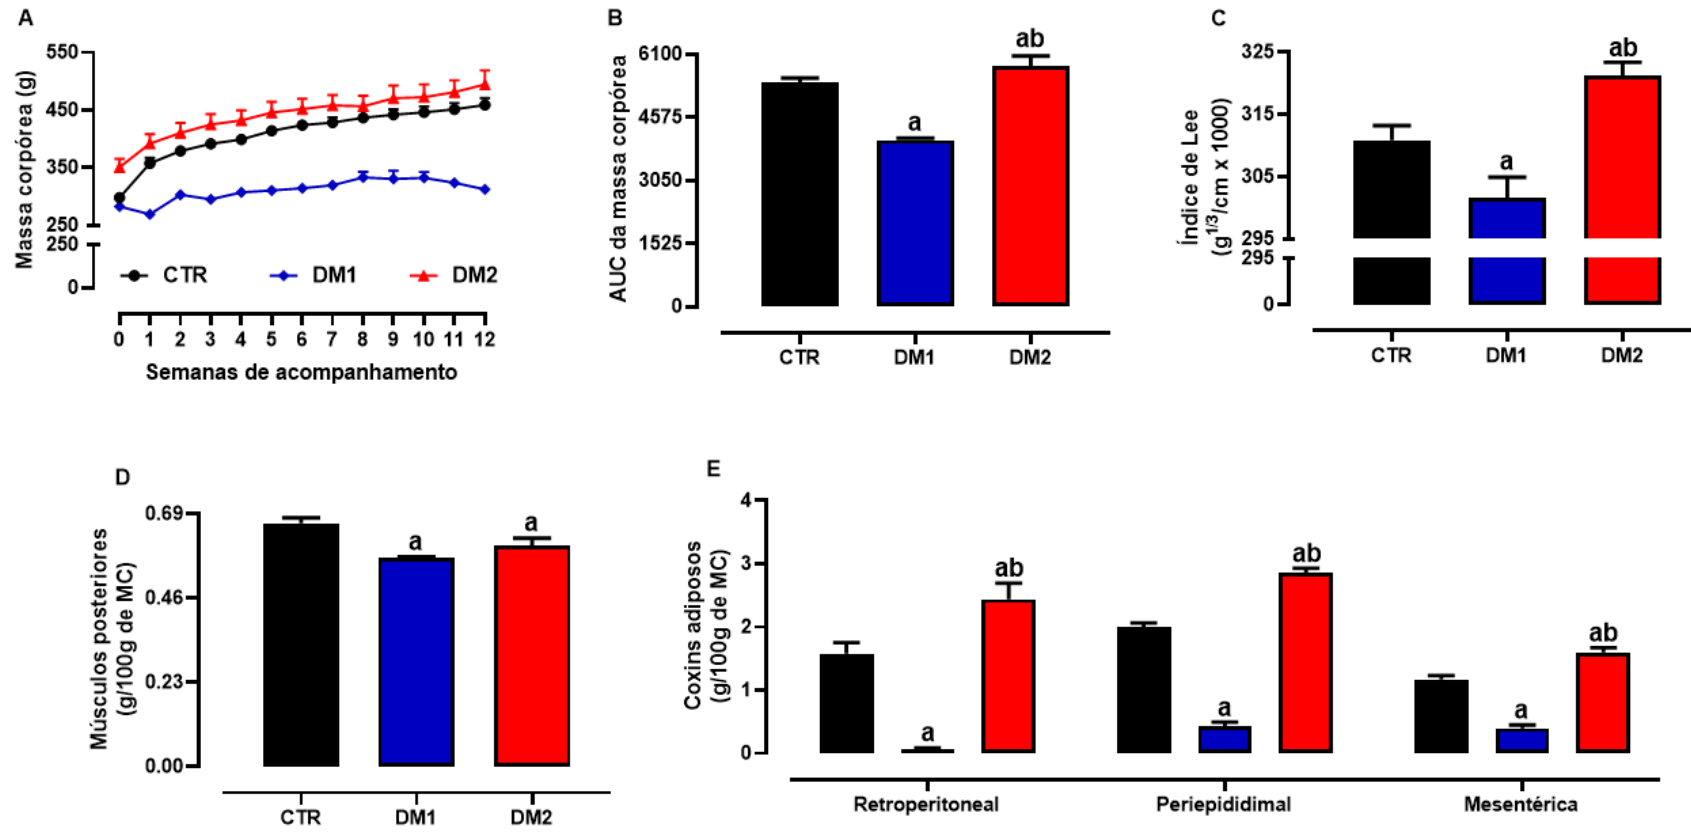 A
Massa corpórea (g)
550
450
350
250
250
0
CTR
DM1
DM2
0 1 2 3 4 5 6 7 8 9 10 11 12
Semanas de acompanhamento
B
AUC da massa corpórea
6100
4575
3050
1525
0
a
ab
CTR
DM1
DM2
C
Índice de Lee
(g1/3/cm x 1000)
325
315
305
295
295
0
a
ab
CTR
DM1
DM2
D
Músculos posteriores
(g/100g de MC)
0.69
0.46
0.23
0.00
a
a
CTR
DM1
DM2
E
Coxins adiposos
(g/100g de MC)
4
3
2
1
0
a
ab
a
ab
a
ab
Retroperitoneal
Periepididimal
Mesentérica